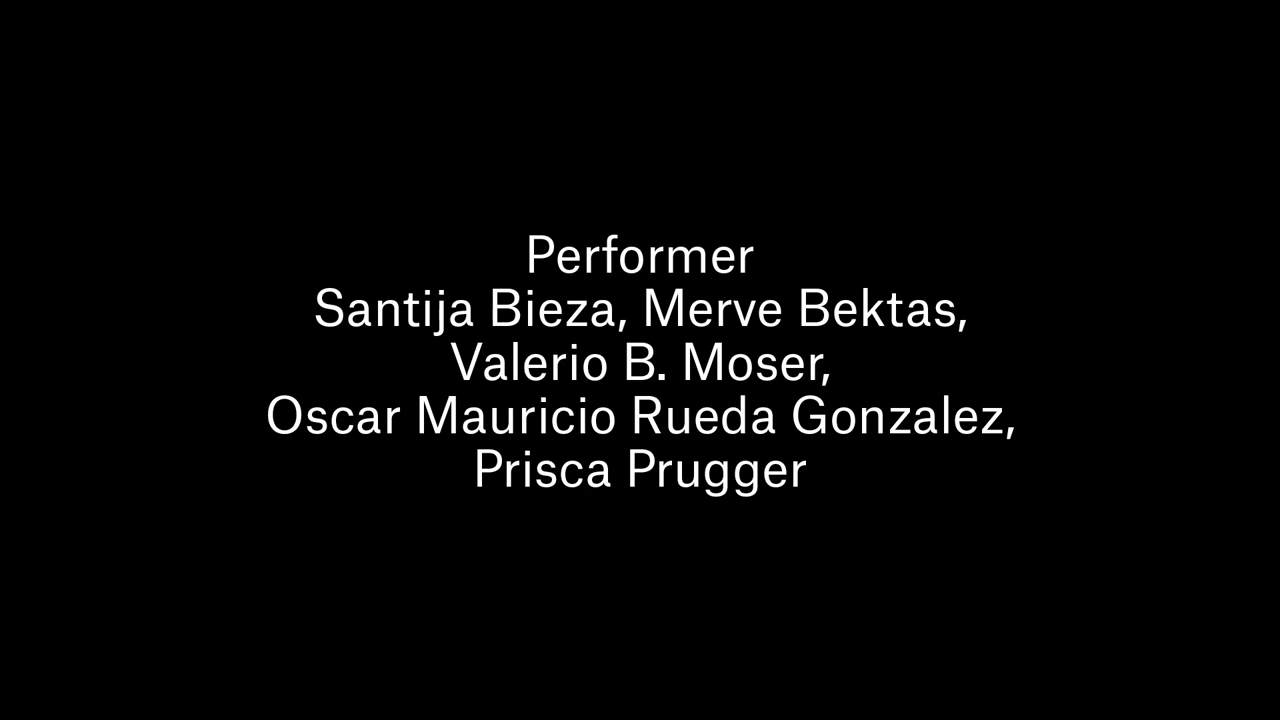 Performer
Santija Bieza, Merve Bektas,
Valerio B. Moser,
Oscar Mauricio Rueda Gonzalez,
Prisca Prugger